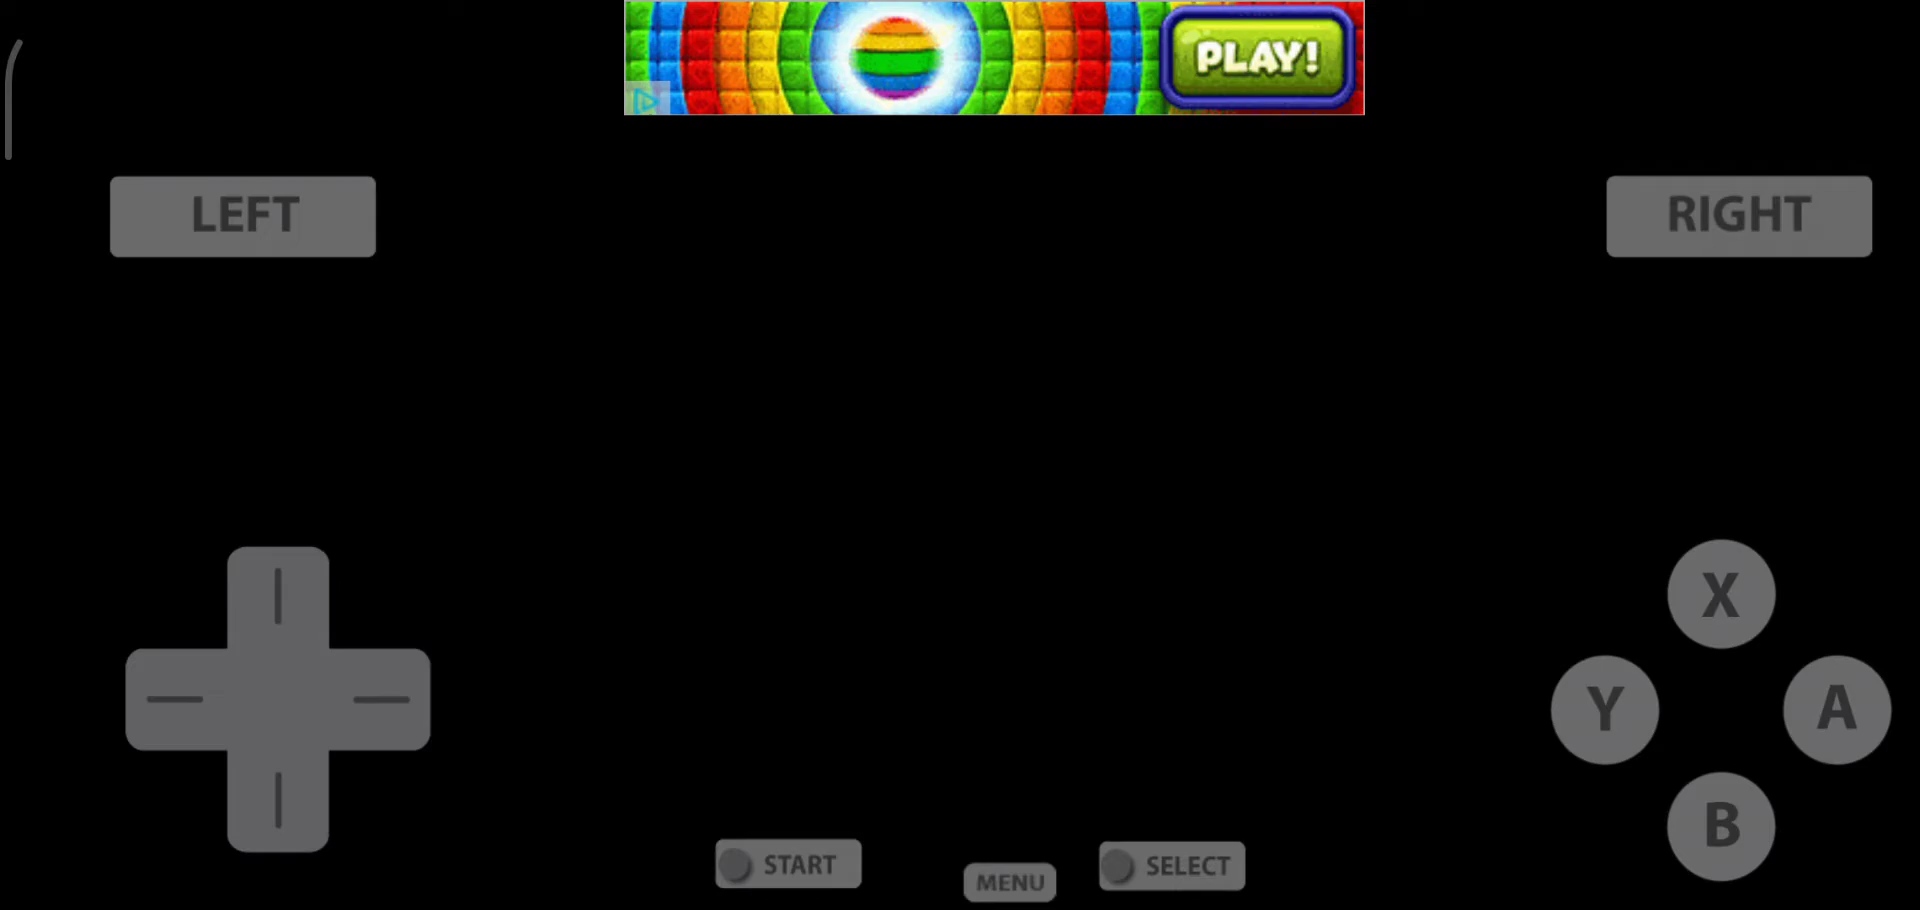 PLAY!
LEFT
RIGHT
X
Y
A
B
START
SELECT
MENU